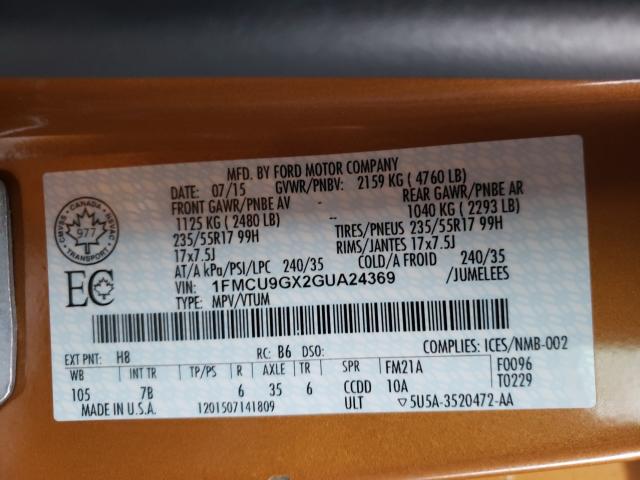 MFD. BY FORD MOTOR COMPANY
DATE: 07/15 GVWR/PNBV: 2159 KG ( 4760 LB)
FRONT GAWR/PNBE AV REAR GAWR/PNBE AR
1125 KG ( 2480 LB) 1040 KG ( 2293 LB)
235/55R17 99H TIRES/PNEUS 235/55R17 99H
17x7.5J RIMS/JANTES 17x7.5J
AT/A kPa/PSI/LPC 240/35 COLD/A FROID 240/35
VIN: 1FMCU9GX2GUA24369 /JUMELEES
TYPE: MPV/VTUM
CANADA
CMVSS NSVAC
977
TRANSPORT
EC
EXT PNT: H8 RC: B6 DSO: COMPLIES: ICES/NMB-002
WB INT TR TP/PS R AXLE TR SPR FM21A F0096
105 7B 6 35 6 CCDD 10A T0229
MADE IN U.S.A. 1201507141809 ULT ▽5U5A-3520472-AA